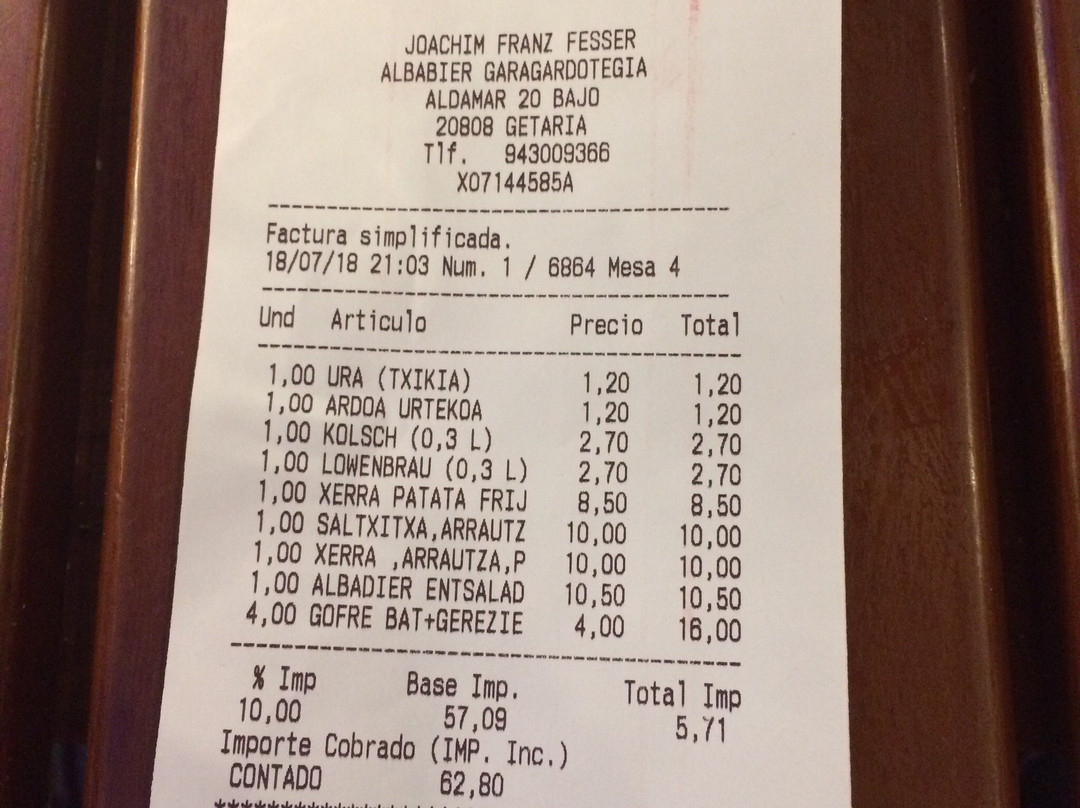 JOACHIM FRANZ FESSER
ALBABIER GARAGARDOTEGIA
ALDAMAR 20 BAJO
20808 GETARIA
Tlf. 943009366
X07144585A
Factura simplificada.
18/07/18 21:03 Num. 1 / 6864 Mesa 4
Und Articulo Precio Total
1,00 URA (TXIKIA) 1,20 1,20
1,00 ARDOA URTEKOA 1,20 1,20
1,00 KOLSCH (0,3 L) 2,70 2,70
1,00 LOWENBRAU (0,3 L) 2,70 2,70
1,00 XERRA PATATA FRIJ 8,50 8,50
1,00 SALTXITXA,ARRAUTZ 10,00 10,00
1,00 XERRA ,ARRAUTZA,P 10,00 10,00
1,00 ALBADIER ENTSALAD 10,50 10,50
4,00 GOFRE BAT+GEREZIE 4,00 16,00
% Imp Base Imp. Total Imp
10,00 57,09 5,71
Importe Cobrado (IMP. Inc.)
CONTADO 62,80